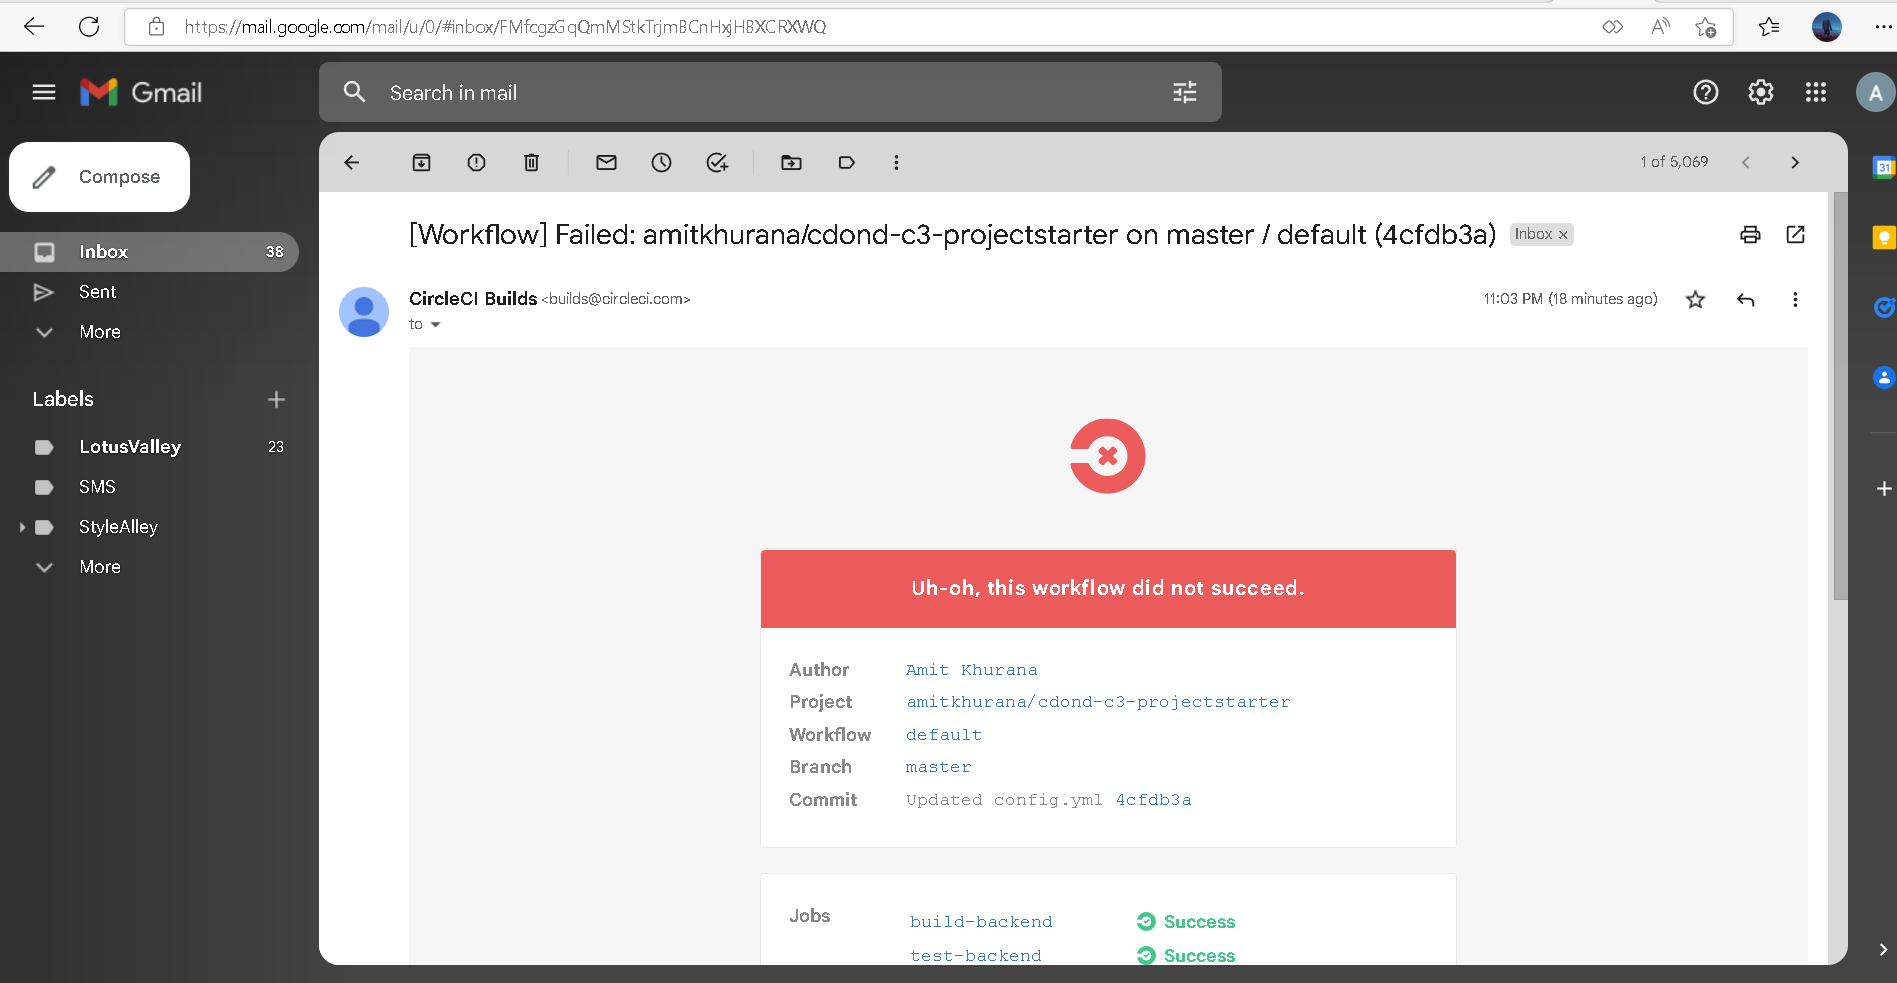 https://mail.google.com/mail/u/0/#inbox/FMfcgzGqQmMStkTrjmBCnHxjHBXCRXWQ
Gmail
Search in mail
A
Compose
1 of 5,069
31
[Workflow] Failed: amitkhurana/cdond-c3-projectstarter on master / default (4cfdb3a)
Inbox ×
Inbox 38
Sent
More
CircleCI Builds <builds@circleci.com>
11:03 PM (18 minutes ago)
to
Labels
LotusValley 23
SMS
StyleAlley
More
Uh-oh, this workflow did not succeed.
Author Amit Khurana
Project amitkhurana/cdond-c3-projectstarter
Workflow default
Branch master
Commit Updated config.yml 4cfdb3a
Jobs build-backend Success
test-backend Success